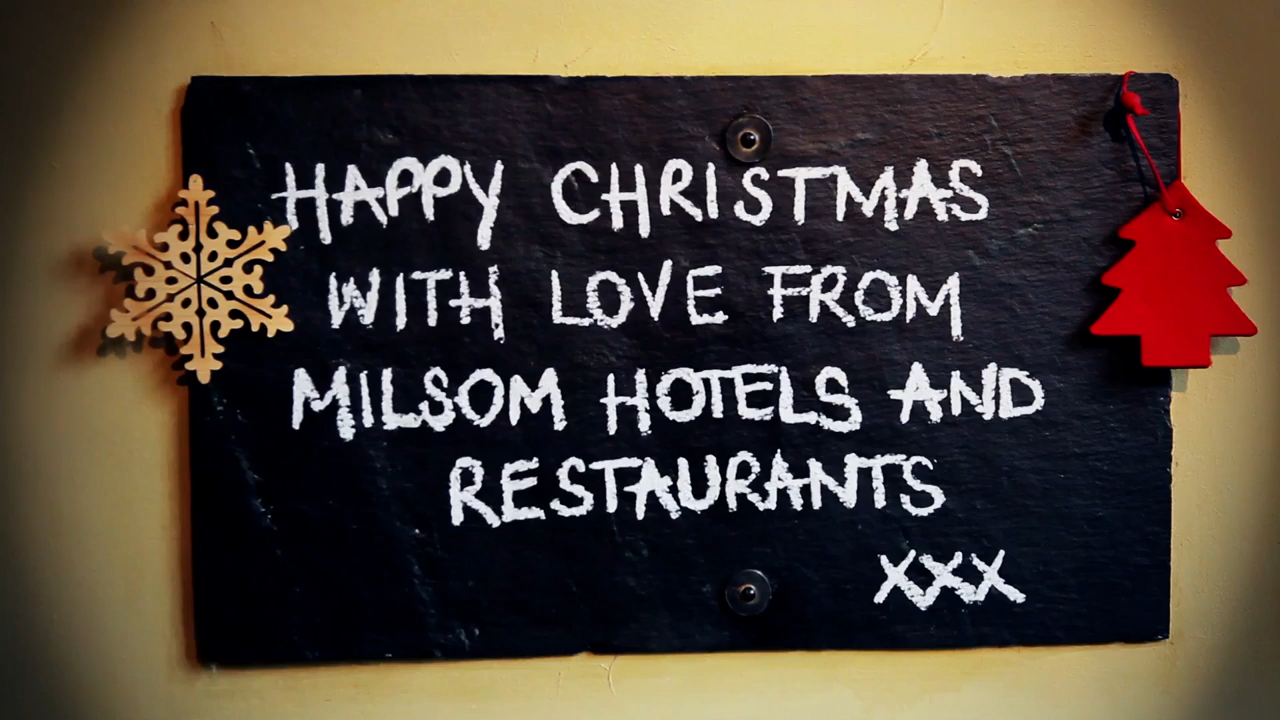 HAPPY CHRISTMAS
WITH LOVE FROM
MILSOM HOTELS AND
RESTAURANTS
XXX